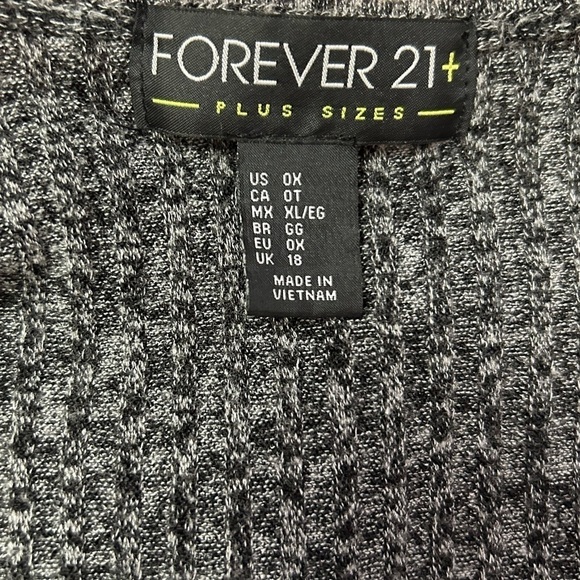 FOREVER 21+
PLUS SIZES
US 0X
CA 0T
MX XL/EG
BR GG
EU 0X
UK 18
MADE IN
VIETNAM